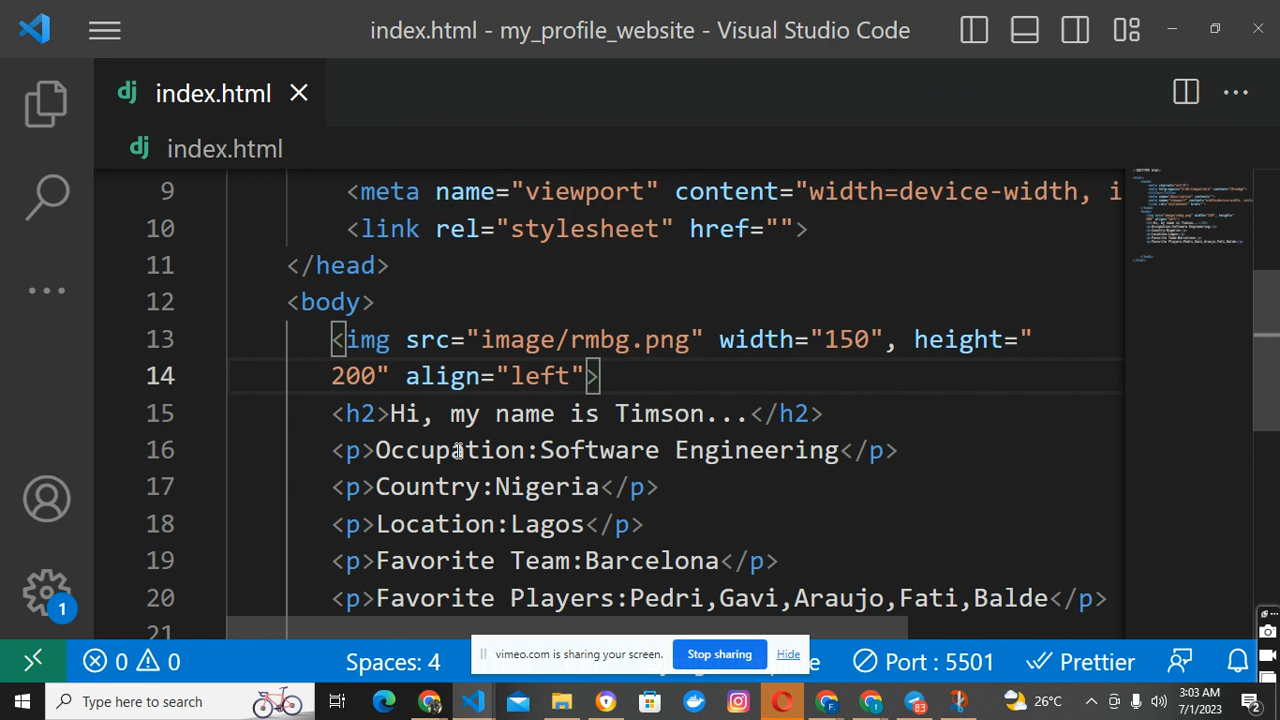 index.html - my_profile_website - Visual Studio Code
dj index.html
dj index.html
9 <meta name="viewport" content="width=device-width, i
10 <link rel="stylesheet" href="">
11 </head>
12 <body>
13 <img src="image/rmbg.png" width="150", height="
14 200" align="left">
15 <h2>Hi, my name is Timson...</h2>
16 <p>Occupation:Software Engineering</p>
17 <p>Country:Nigeria</p>
18 <p>Location:Lagos</p>
19 <p>Favorite Team:Barcelona</p>
20 <p>Favorite Players:Pedri,Gavi,Araujo,Fati,Balde</p>
21
1
0 0 Spaces: 4 Port : 5501 Prettier
vimeo.com is sharing your screen. Stop sharing Hide
Type here to search 26°C 3:03 AM
7/1/2023